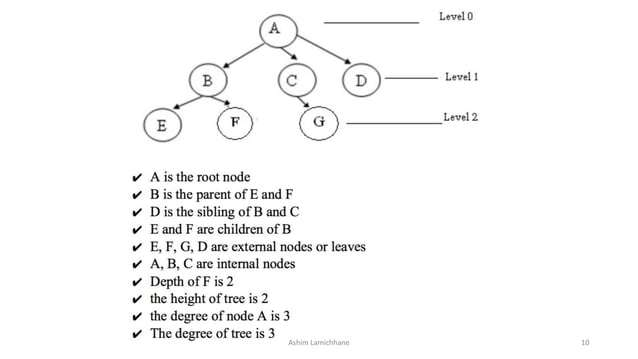 A
Level 0
B
C
D
Level 1
E
F
G
Level 2
✔ A is the root node
✔ B is the parent of E and F
✔ D is the sibling of B and C
✔ E and F are children of B
✔ E, F, G, D are external nodes or leaves
✔ A, B, C are internal nodes
✔ Depth of F is 2
✔ the height of tree is 2
✔ the degree of node A is 3
✔ The degree of tree is 3
Ashim Lamichhane
10